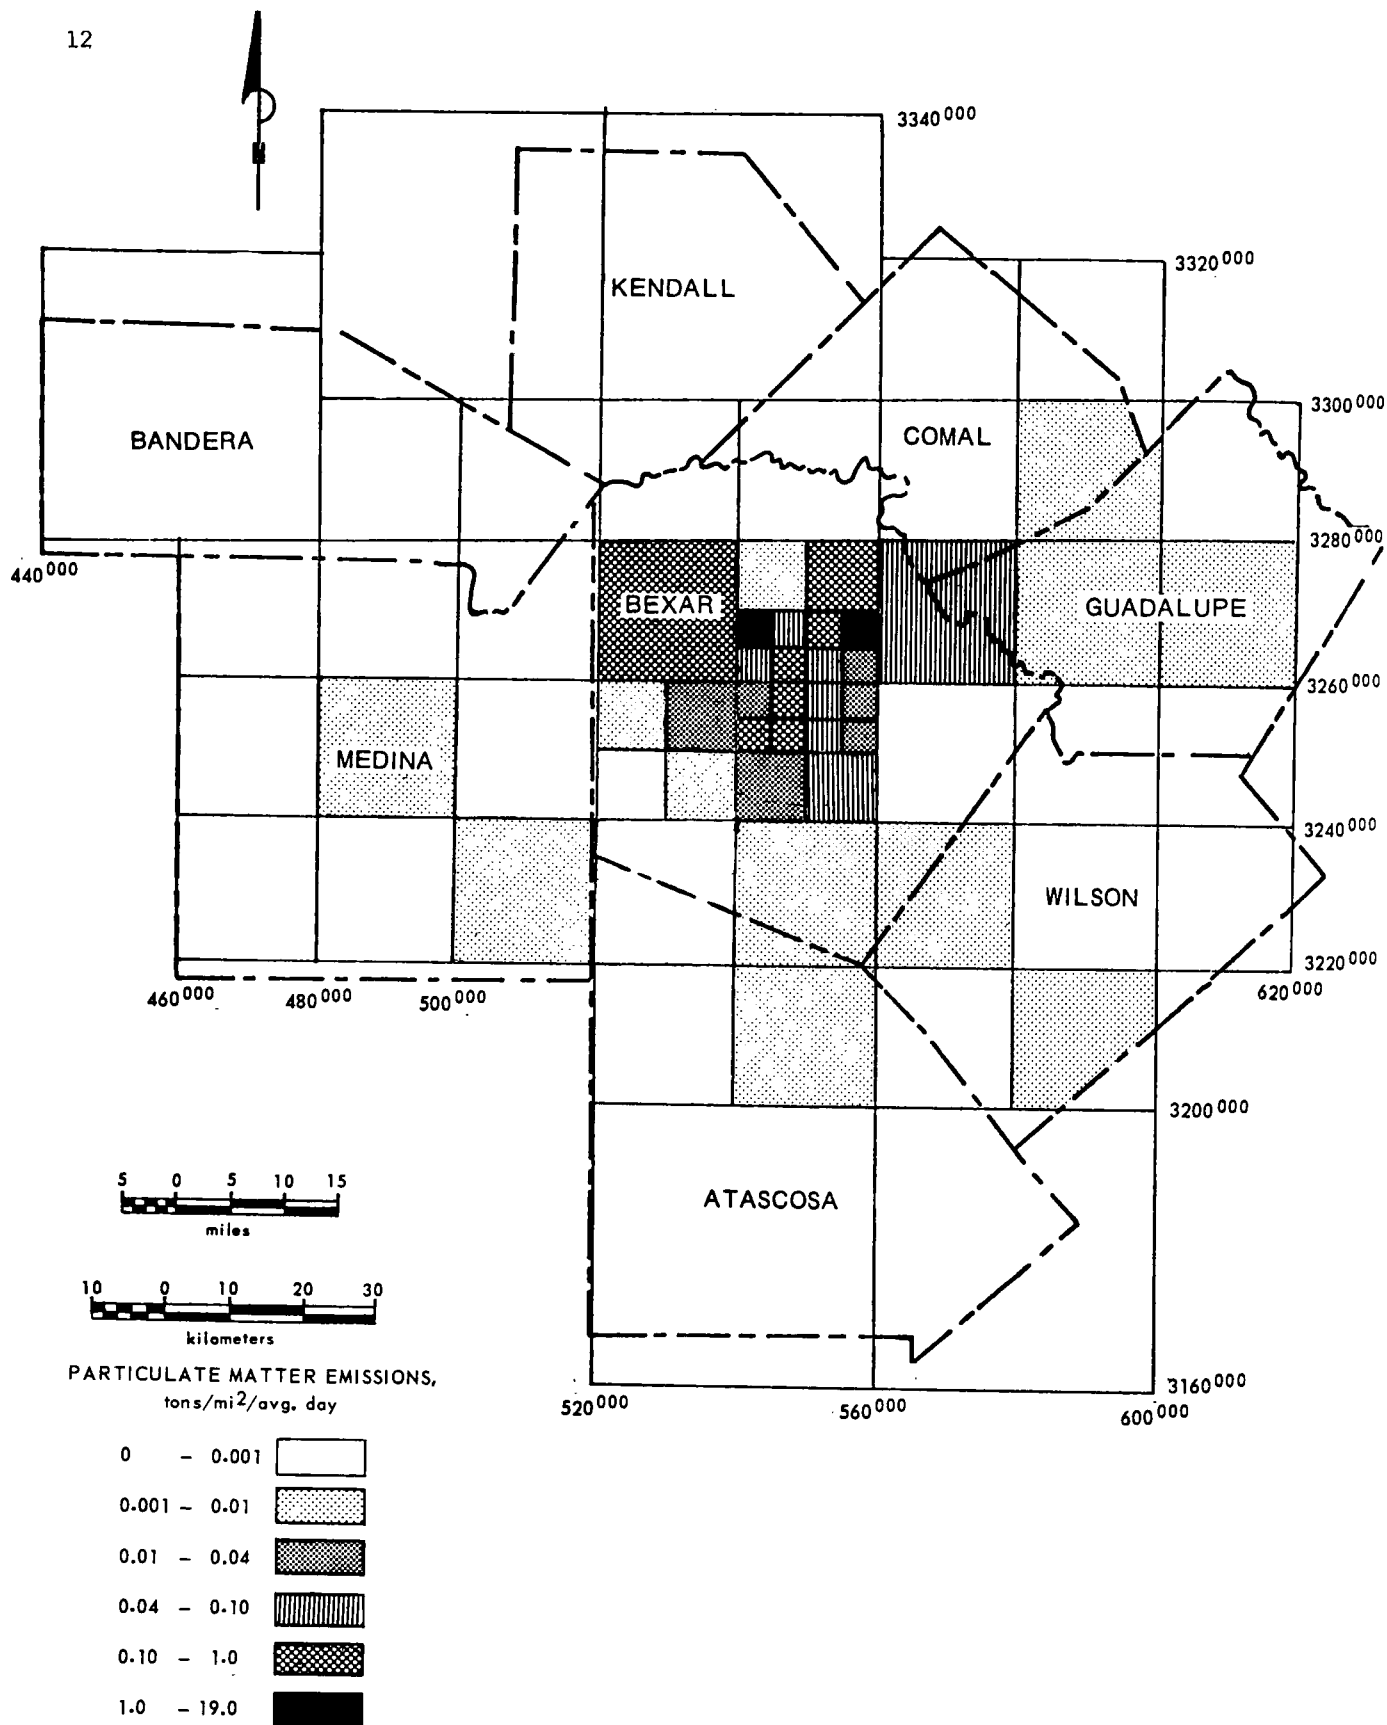 12
3340000
KENDALL
3320000
BANDERA
COMAL
3300000
440000
3280000
BEXAR
GUADALUPE
3260000
MEDINA
3240000
WILSON
460000 480000 500000
3220000
620000
3200000
ATASCOSA
5 0 5 10 15
miles
10 0 10 20 30
kilometers
3160000
520000 560000 600000
PARTICULATE MATTER EMISSIONS,
tons/mi2/avg. day
0 - 0.001
0.001 - 0.01
0.01 - 0.04
0.04 - 0.10
0.10 - 1.0
1.0 - 19.0